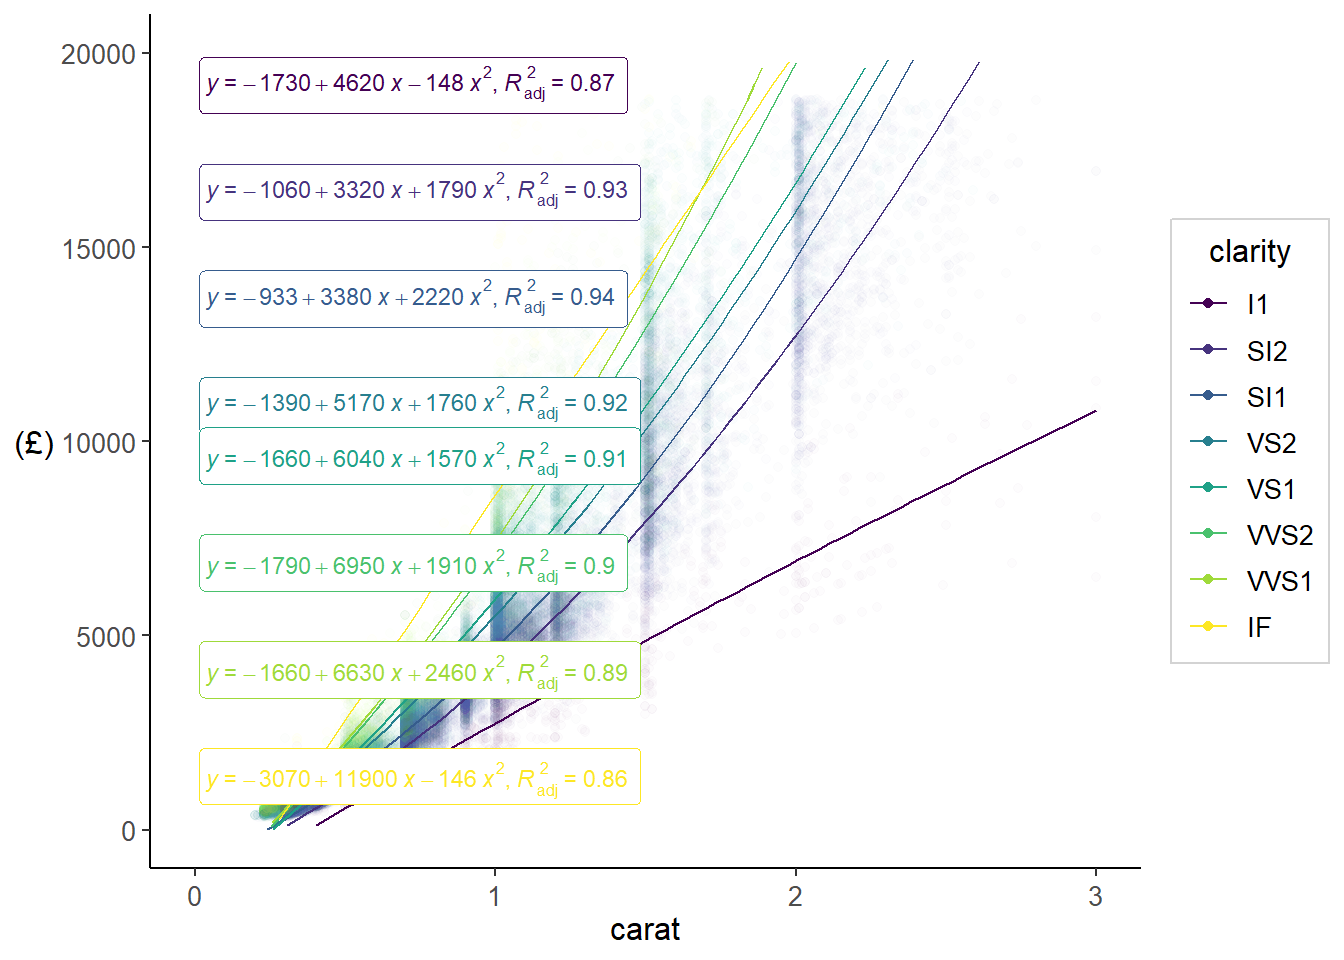 20000
15000
(£) 10000
5000
0
y = −1730 + 4620 x − 148 x², R²adj = 0.87
y = −1060 + 3320 x + 1790 x², R²adj = 0.93
y = −933 + 3380 x + 2220 x², R²adj = 0.94
y = −1390 + 5170 x + 1760 x², R²adj = 0.92
y = −1660 + 6040 x + 1570 x², R²adj = 0.91
y = −1790 + 6950 x + 1910 x², R²adj = 0.9
y = −1660 + 6630 x + 2460 x², R²adj = 0.89
y = −3070 + 11900 x − 146 x², R²adj = 0.86
0 1 2 3
carat
clarity
I1
SI2
SI1
VS2
VS1
VVS2
VVS1
IF